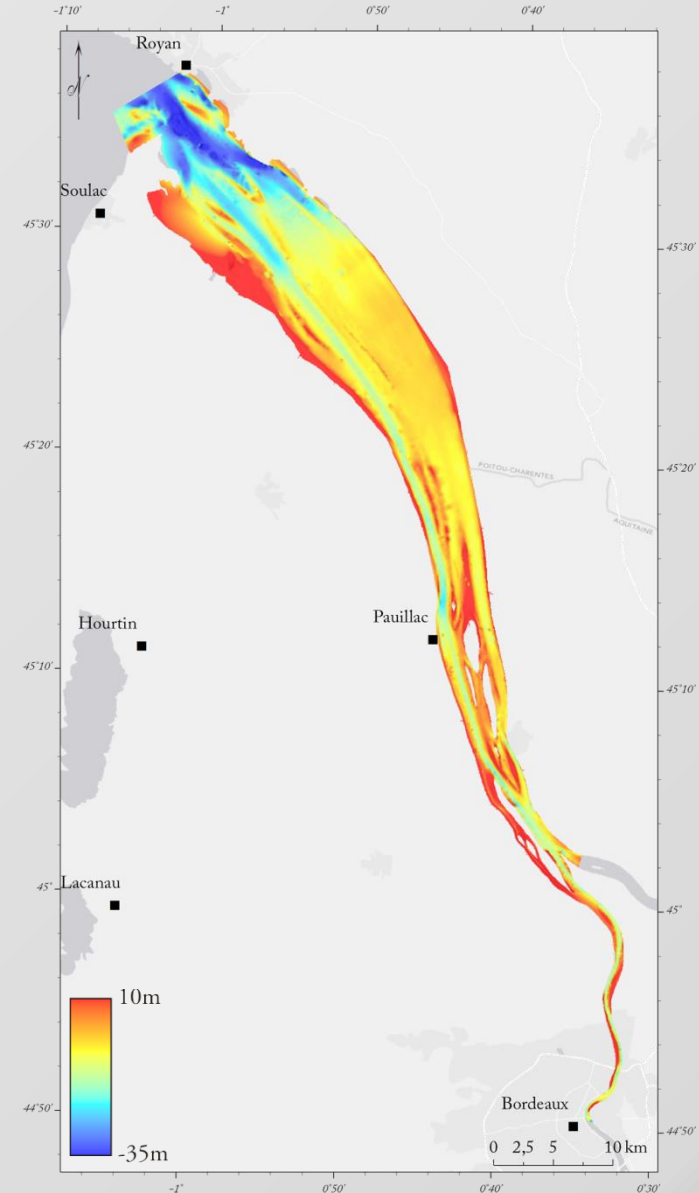 -1°10' -1° 0°50' 0°40'
N
Royan
Soulac
45°30' 45°30'
45°20' 45°20'
POITOU-CHARENTES
AQUITAINE
Hourtin
Pauillac
45°10' 45°10'
Lacanau
45° 45°
10m
-35m
44°50' 44°50'
Bordeaux
0 2,5 5 10 km
-1° 0°50' 0°40' 0°30'